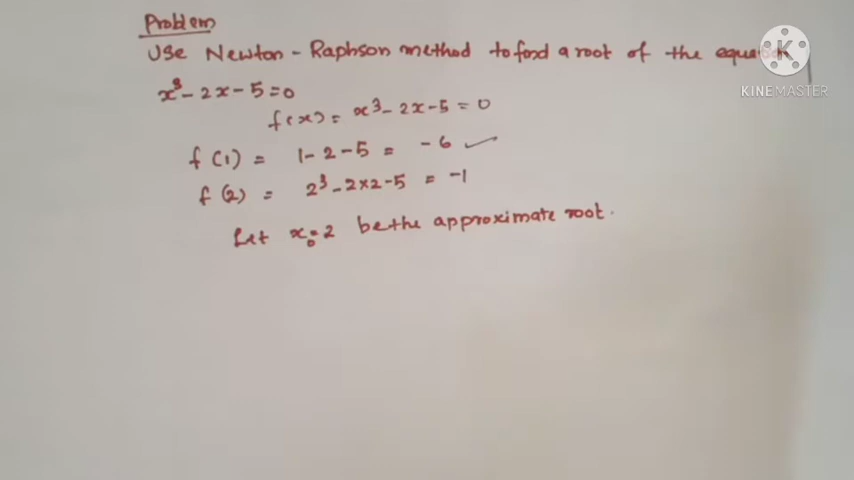 Problem
Use Newton - Raphson method to find a root of the
x³ - 2x - 5 = 0
f(x) = x³ - 2x - 5 = 0
f(1) = 1 - 2 - 5 = -6
f(2) = 2³ - 2×2 - 5 = -1
Let x₀ = 2 be the approximate root.
K
KINEMASTER